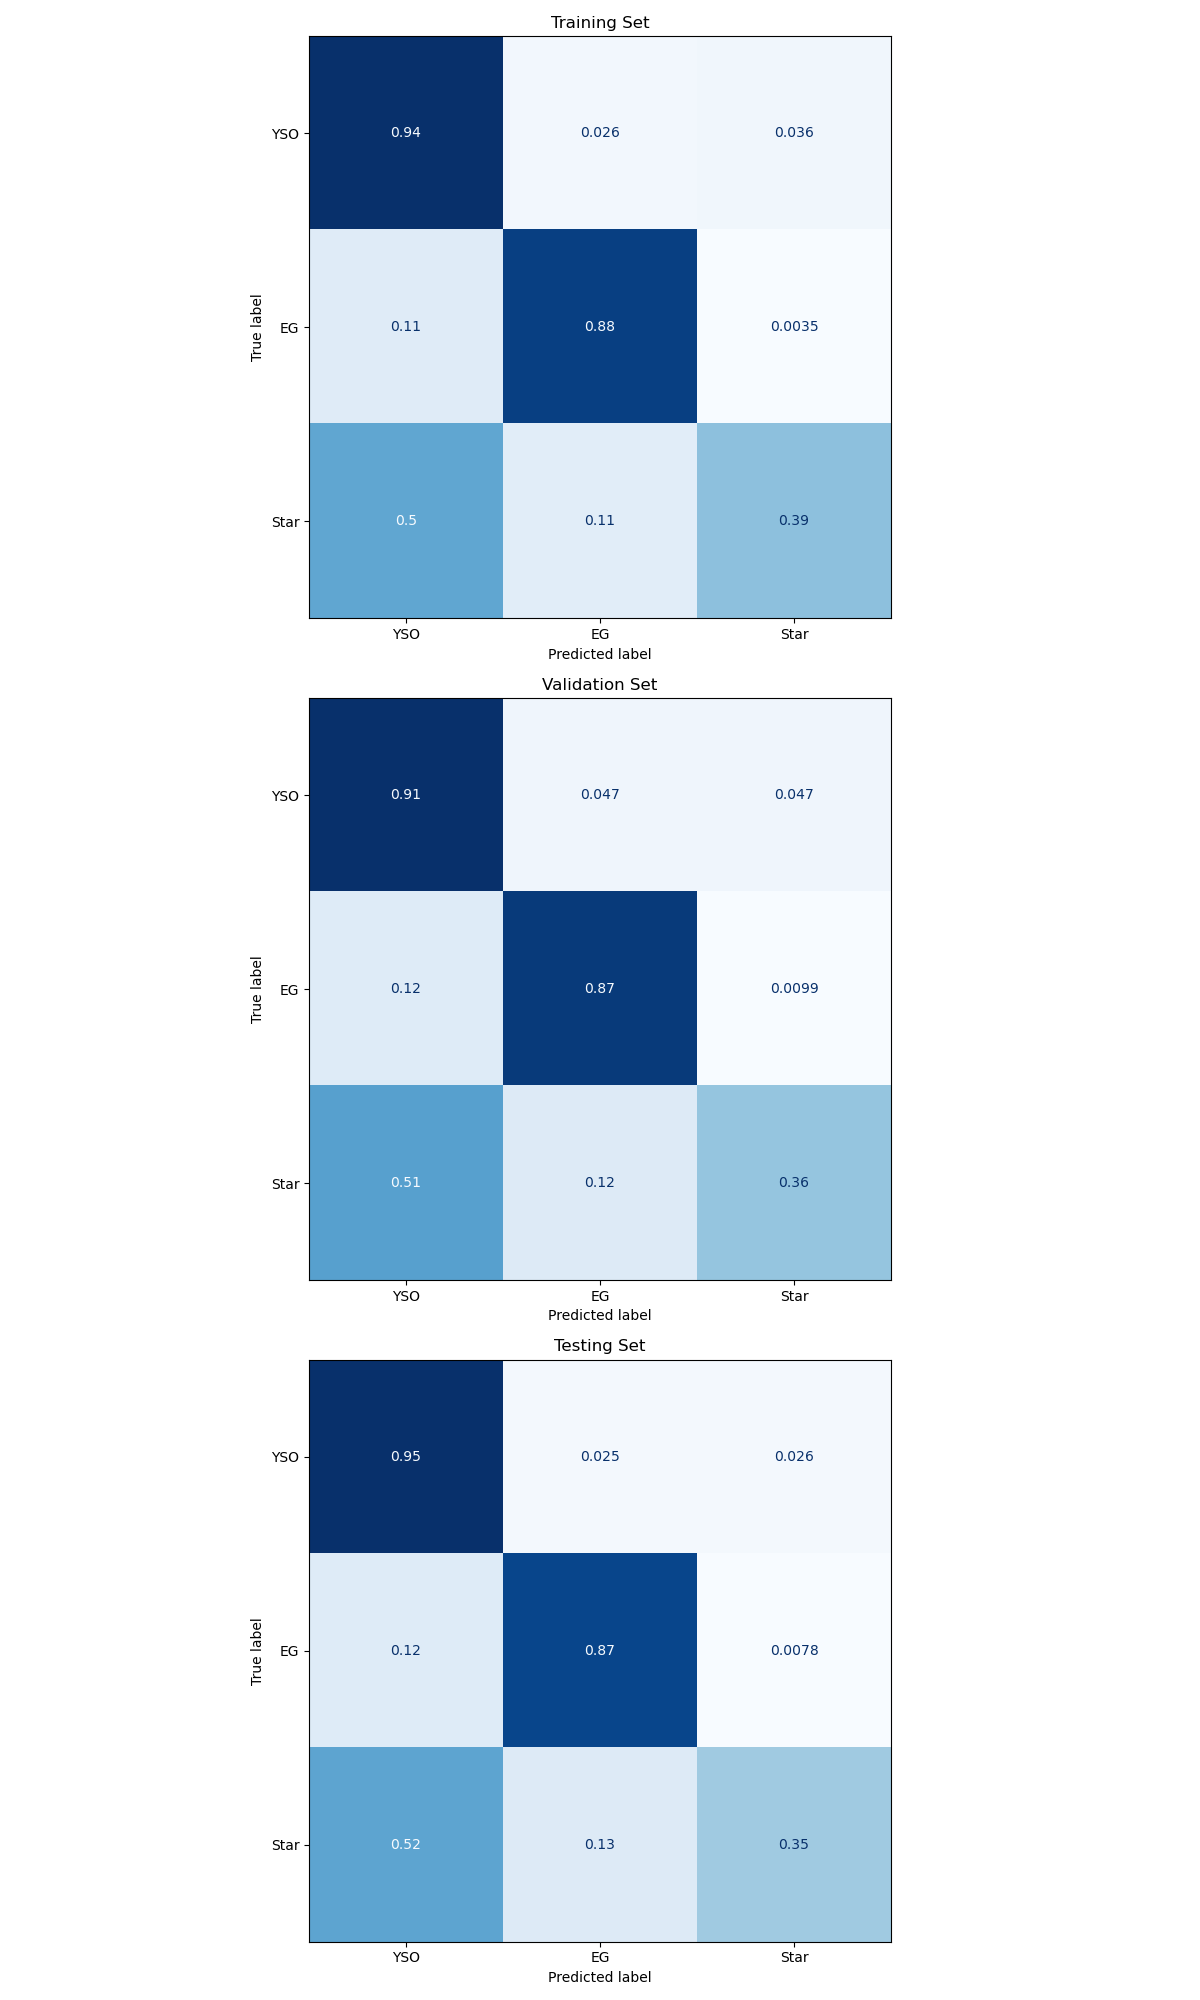 Training Set
YSO 0.94 0.026 0.036
True label
EG 0.11 0.88 0.0035
Star 0.5 0.11 0.39
YSO EG Star
Predicted label
Validation Set
YSO 0.91 0.047 0.047
True label
EG 0.12 0.87 0.0099
Star 0.51 0.12 0.36
YSO EG Star
Predicted label
Testing Set
YSO 0.95 0.025 0.026
True label
EG 0.12 0.87 0.0078
Star 0.52 0.13 0.35
YSO EG Star
Predicted label